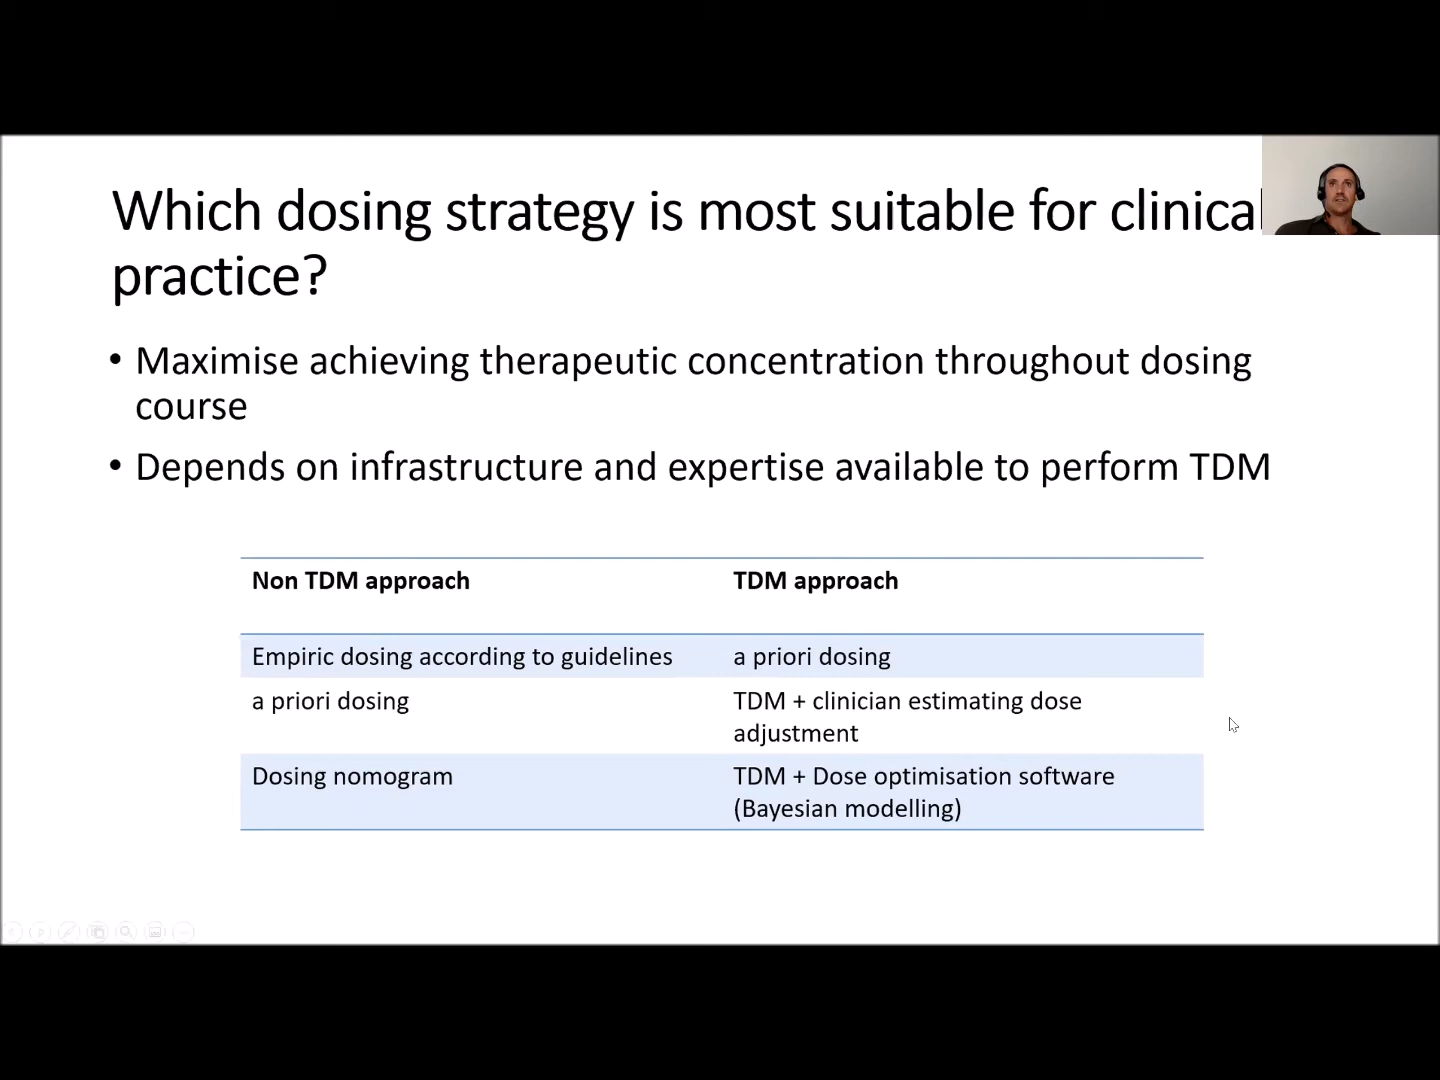 Which dosing strategy is most suitable for clinical
practice?
• Maximise achieving therapeutic concentration throughout dosing
course
• Depends on infrastructure and expertise available to perform TDM
Non TDM approach
TDM approach
Empiric dosing according to guidelines
a priori dosing
a priori dosing
TDM + clinician estimating dose
adjustment
Dosing nomogram
TDM + Dose optimisation software
(Bayesian modelling)